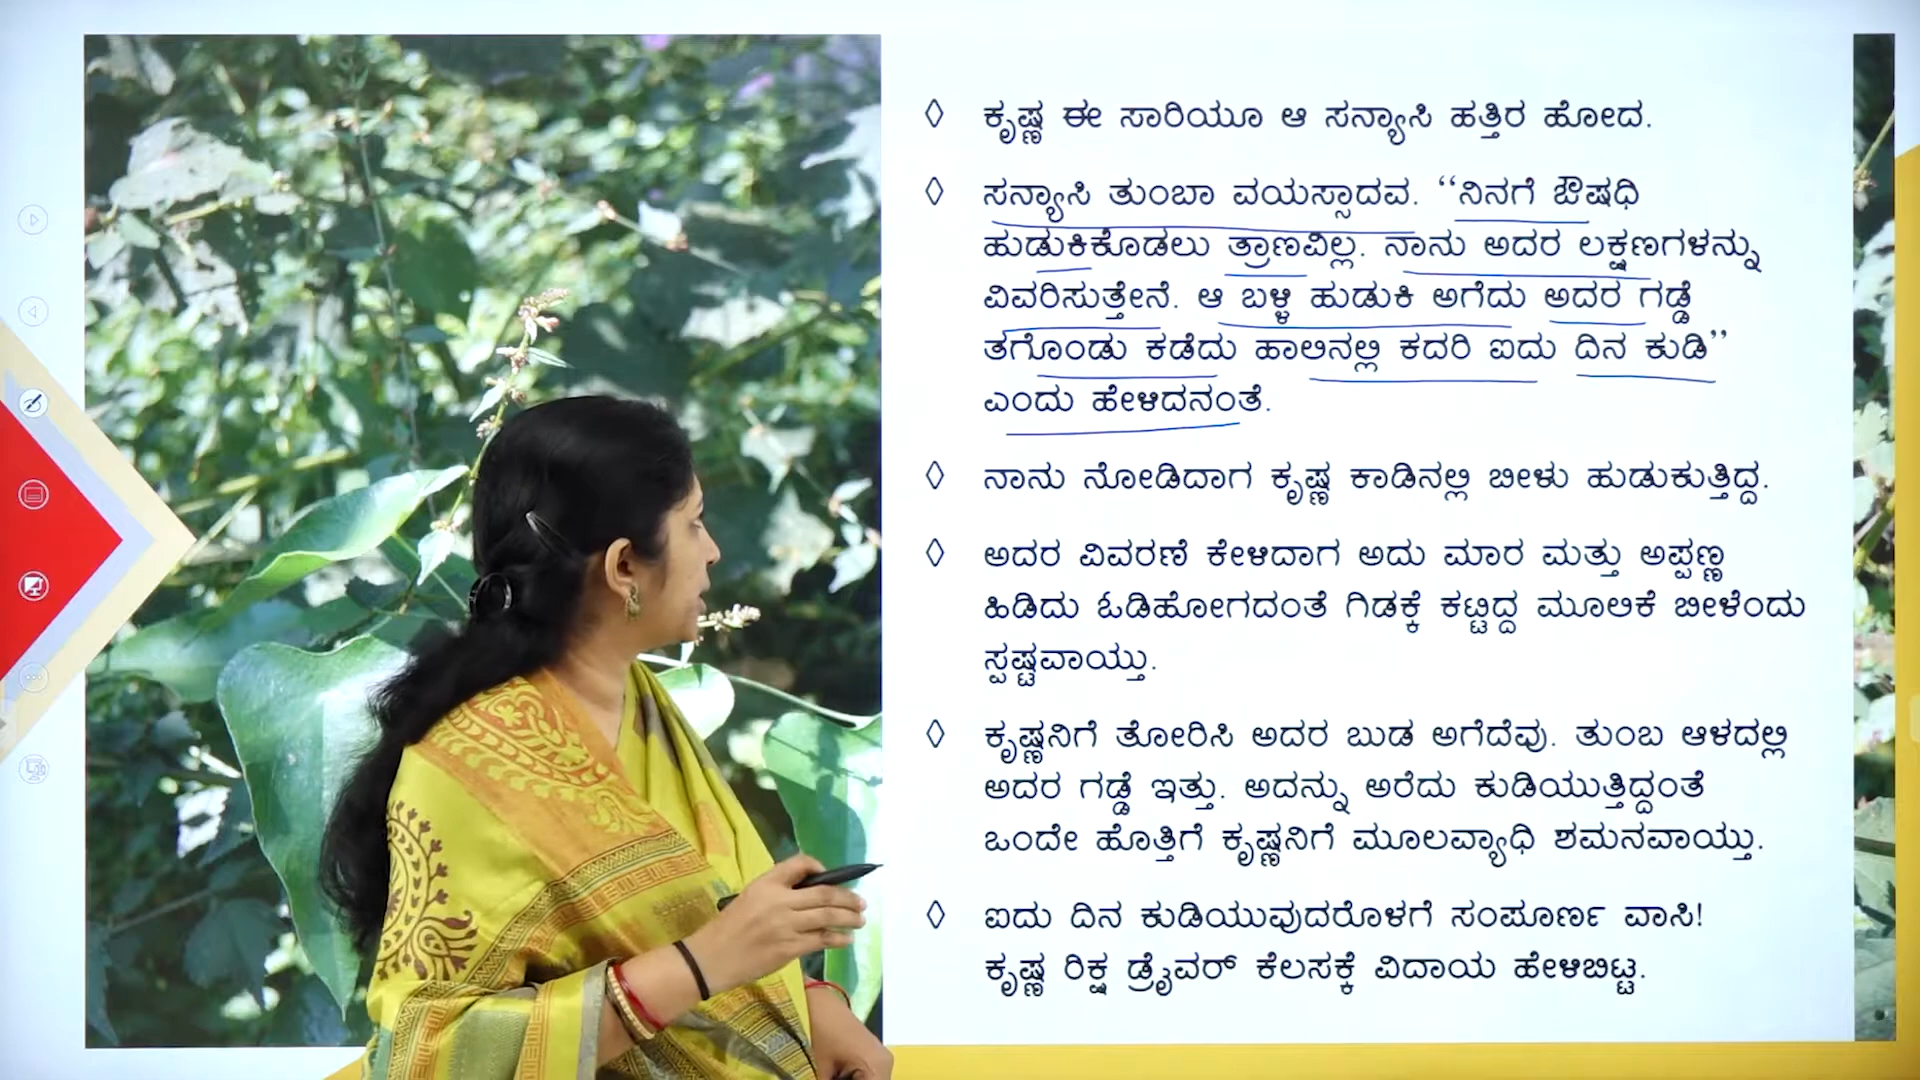 ◊ ಕೃಷ್ಣ ಈ ಸಾರಿಯೂ ಆ ಸನ್ಯಾಸಿ ಹತ್ತಿರ ಹೋದ.
◊ ಸನ್ಯಾಸಿ ತುಂಬಾ ವಯಸ್ಸಾದವ. “ನಿನಗೆ ಔಷಧಿ
ಹುಡುಕಿಕೊಡಲು ತ್ರಾಣವಿಲ್ಲ. ನಾನು ಅದರ ಲಕ್ಷಣಗಳನ್ನು
ವಿವರಿಸುತ್ತೇನೆ. ಆ ಬಳ್ಳಿ ಹುಡುಕಿ ಅಗೆದು ಅದರ ಗಡ್ಡೆ
ತಗೊಂಡು ಕಡೆದು ಹಾಲಿನಲ್ಲಿ ಕದರಿ ಐದು ದಿನ ಕುಡಿ”
ಎಂದು ಹೇಳಿದನಂತೆ.
◊ ನಾನು ನೋಡಿದಾಗ ಕೃಷ್ಣ ಕಾಡಿನಲ್ಲಿ ಬೀಳು ಹುಡುಕುತ್ತಿದ್ದ.
◊ ಅದರ ವಿವರಣೆ ಕೇಳಿದಾಗ ಅದು ಮಾರ ಮತ್ತು ಅಪ್ಪಣ್ಣ
ಹಿಡಿದು ಓಡಿಹೋಗದಂತೆ ಗಿಡಕ್ಕೆ ಕಟ್ಟಿದ್ದ ಮೂಲಿಕೆ ಬೀಳೆಂದು
ಸ್ಪಷ್ಟವಾಯ್ತು.
◊ ಕೃಷ್ಣನಿಗೆ ತೋರಿಸಿ ಅದರ ಬುಡ ಅಗೆದೆವು. ತುಂಬ ಆಳದಲ್ಲಿ
ಅದರ ಗಡ್ಡೆ ಇತ್ತು. ಅದನ್ನು ಅರೆದು ಕುಡಿಯುತ್ತಿದ್ದಂತೆ
ಒಂದೇ ಹೊತ್ತಿಗೆ ಕೃಷ್ಣನಿಗೆ ಮೂಲವ್ಯಾಧಿ ಶಮನವಾಯ್ತು.
◊ ಐದು ದಿನ ಕುಡಿಯುವುದರೊಳಗೆ ಸಂಪೂರ್ಣ ವಾಸಿ!
ಕೃಷ್ಣ ರಿಕ್ಷ ಡ್ರೈವರ್ ಕೆಲಸಕ್ಕೆ ವಿದಾಯ ಹೇಳಿಬಿಟ್ಟ.